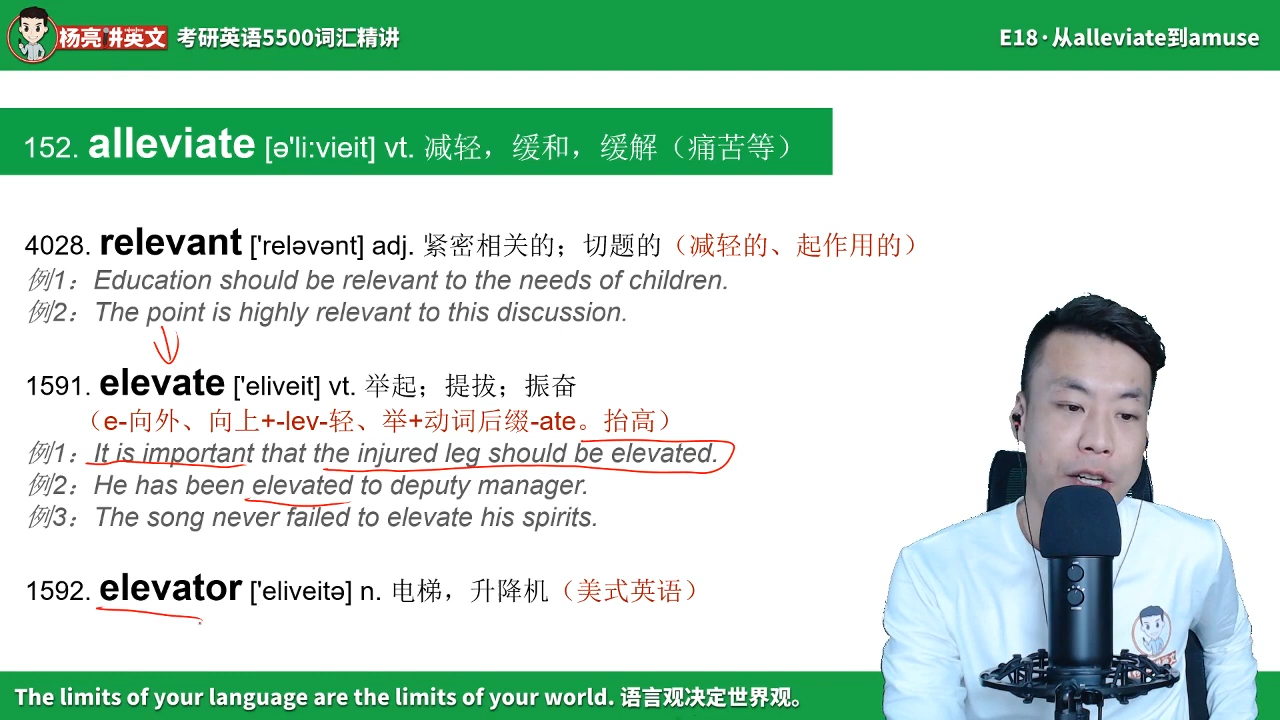 杨亮讲英文 考研英语5500词汇精讲
E18·从alleviate到amuse
152. alleviate [ə'li:vieit] vt. 减轻，缓和，缓解（痛苦等）
4028. relevant ['reləvənt] adj. 紧密相关的；切题的（减轻的、起作用的）
例1：Education should be relevant to the needs of children.
例2：The point is highly relevant to this discussion.
1591. elevate ['eliveit] vt. 举起；提拔；振奋
（e-向外、向上+-lev-轻、举+动词后缀-ate。抬高）
例1：It is important that the injured leg should be elevated.
例2：He has been elevated to deputy manager.
例3：The song never failed to elevate his spirits.
1592. elevator ['eliveitə] n. 电梯，升降机（美式英语）
The limits of your language are the limits of your world. 语言观决定世界观。